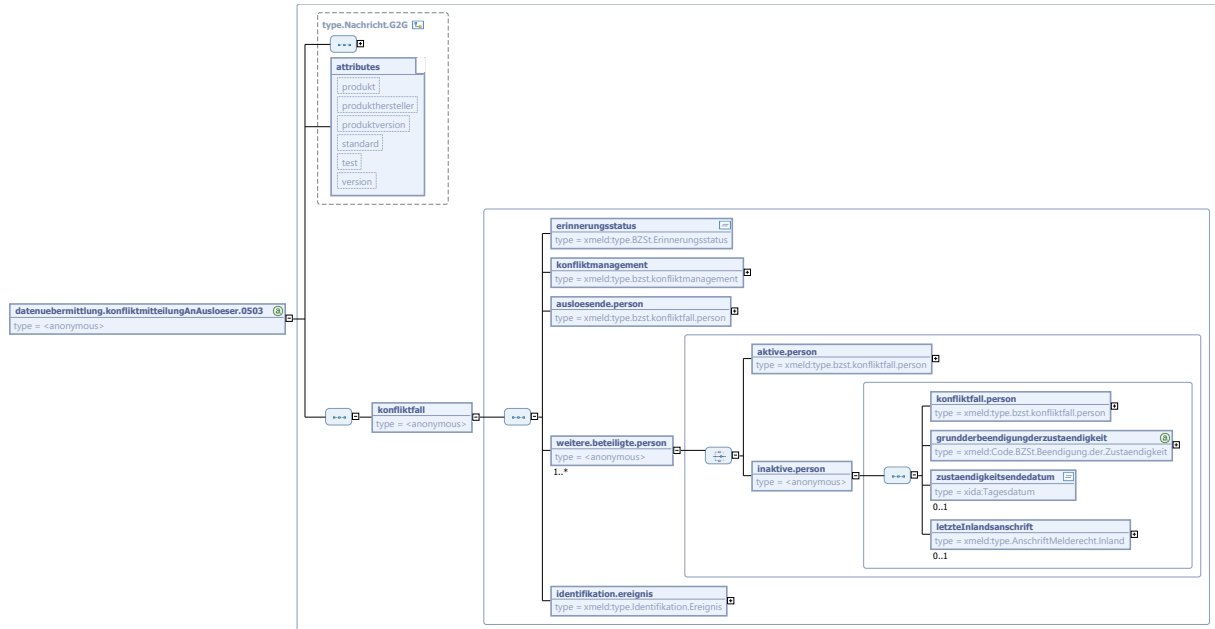 type.Nachricht.G2G
attributes
produkt
produkthersteller
produktversion
standard
test
version
erinnerungsstatus
type = xmeld:type.BZSt.Erinnerungsstatus
konfliktmanagement
type = xmeld:type.bzst.konfliktmanagement
datenuebermittlung.konfliktmitteilungAnAusloeser.0503
type = <anonymous>
ausloesende.person
type = xmeld:type.bzst.konfliktfall.person
aktive.person
type = xmeld:type.bzst.konfliktfall.person
konfliktfall
type = <anonymous>
konfliktfall.person
type = xmeld:type.bzst.konfliktfall.person
weitere.beteiligte.person
type = <anonymous>
1..*
grundderbeendigungderzustaendigkeit
type = xmeld:Code.BZSt.Beendigung.der.Zustaendigkeit
inaktive.person
type = <anonymous>
zustaendigkeitsendedatum
type = xida:Tagesdatum
0..1
letzteInlandsanschrift
type = xmeld:type.AnschriftMelderecht.Inland
0..1
identifikation.ereignis
type = xmeld:type.Identifikation.Ereignis